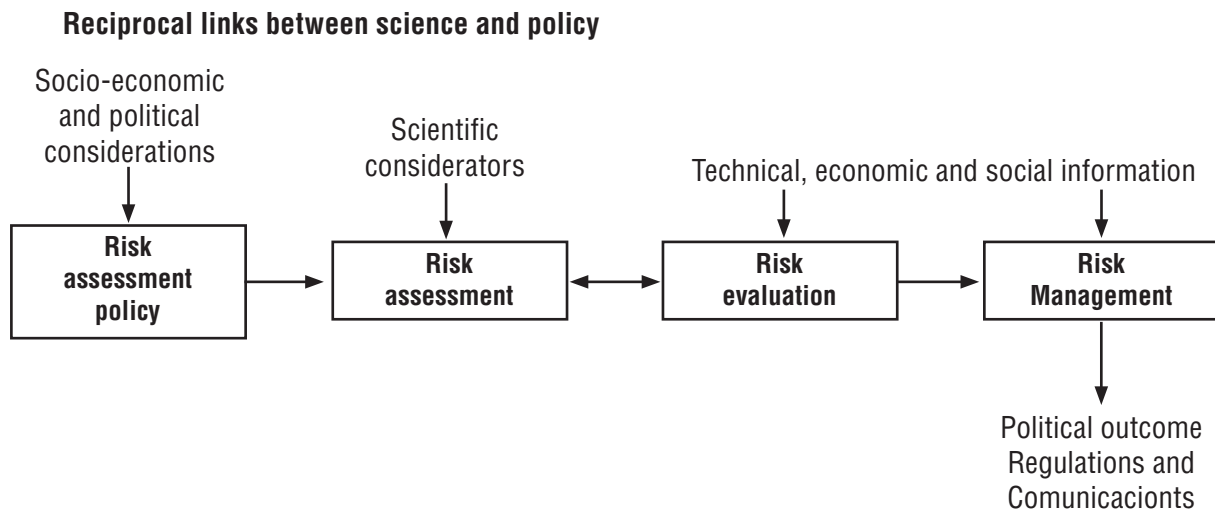 Reciprocal links between science and policy
Socio-economic
and political
considerations
Scientific
considerators
Technical, economic and social information
Risk
assessment
policy
Risk
assessment
Risk
evaluation
Risk
Management
Political outcome
Regulations and
Comunicacionts